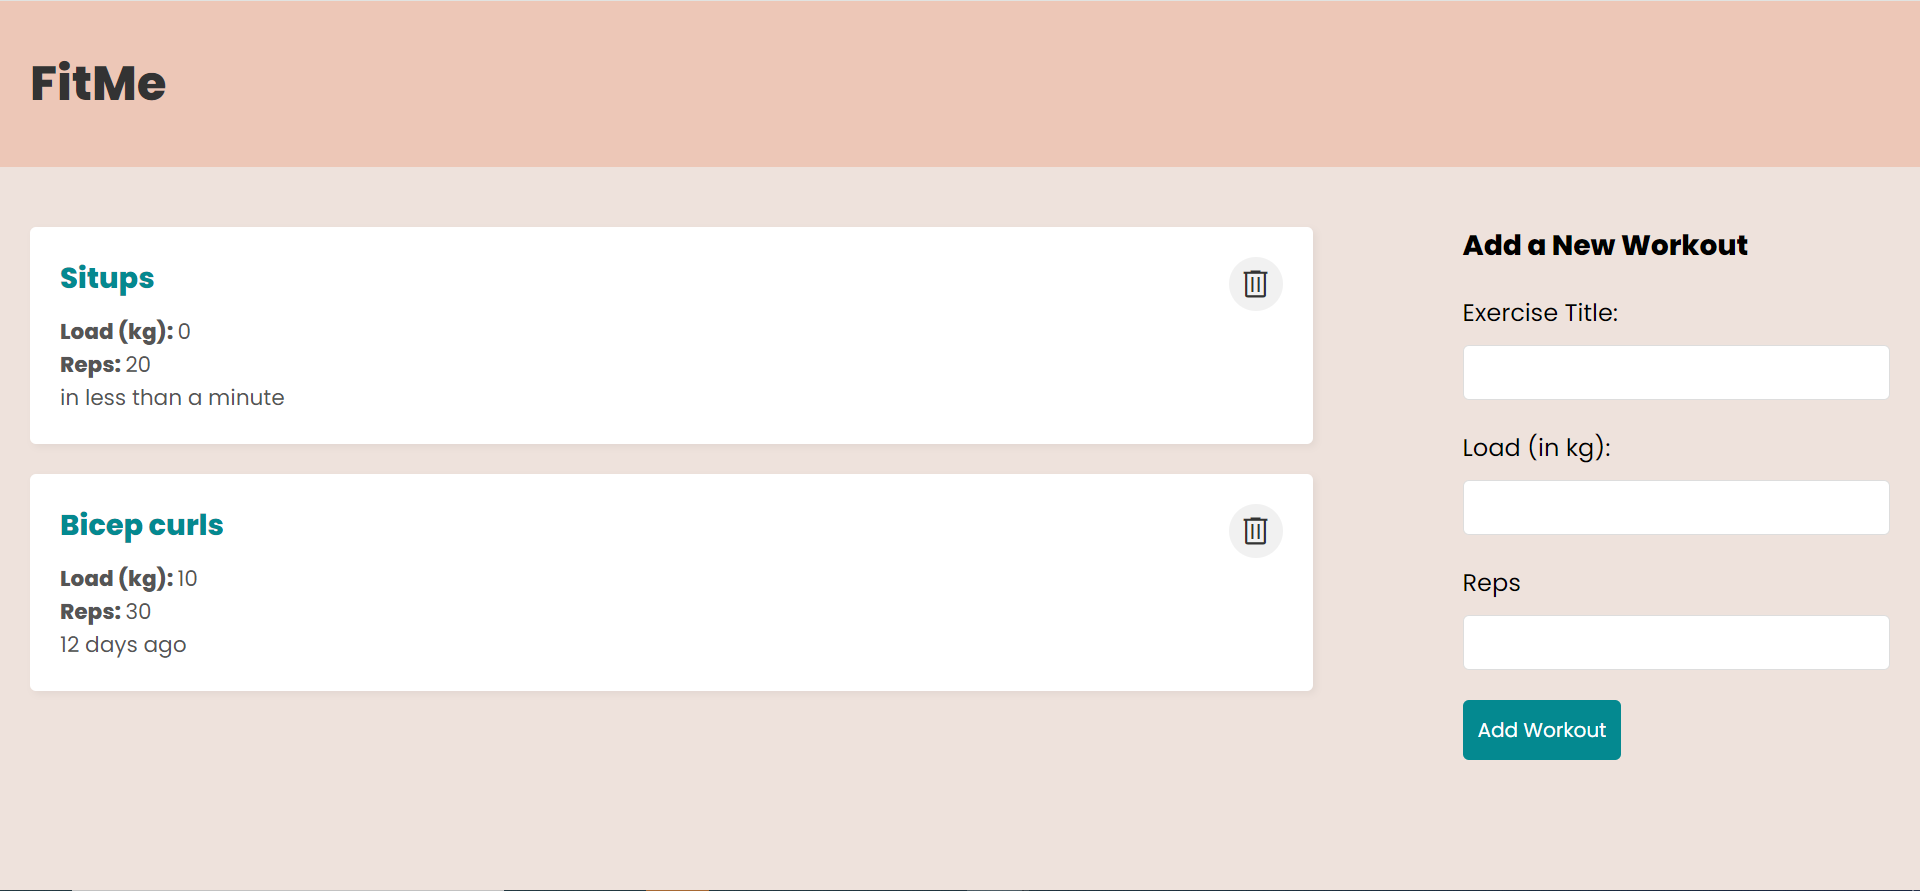 FitMe
Situps
Load (kg): 0
Reps: 20
in less than a minute
Bicep curls
Load (kg): 10
Reps: 30
12 days ago
Add a New Workout
Exercise Title:
Load (in kg):
Reps
Add Workout